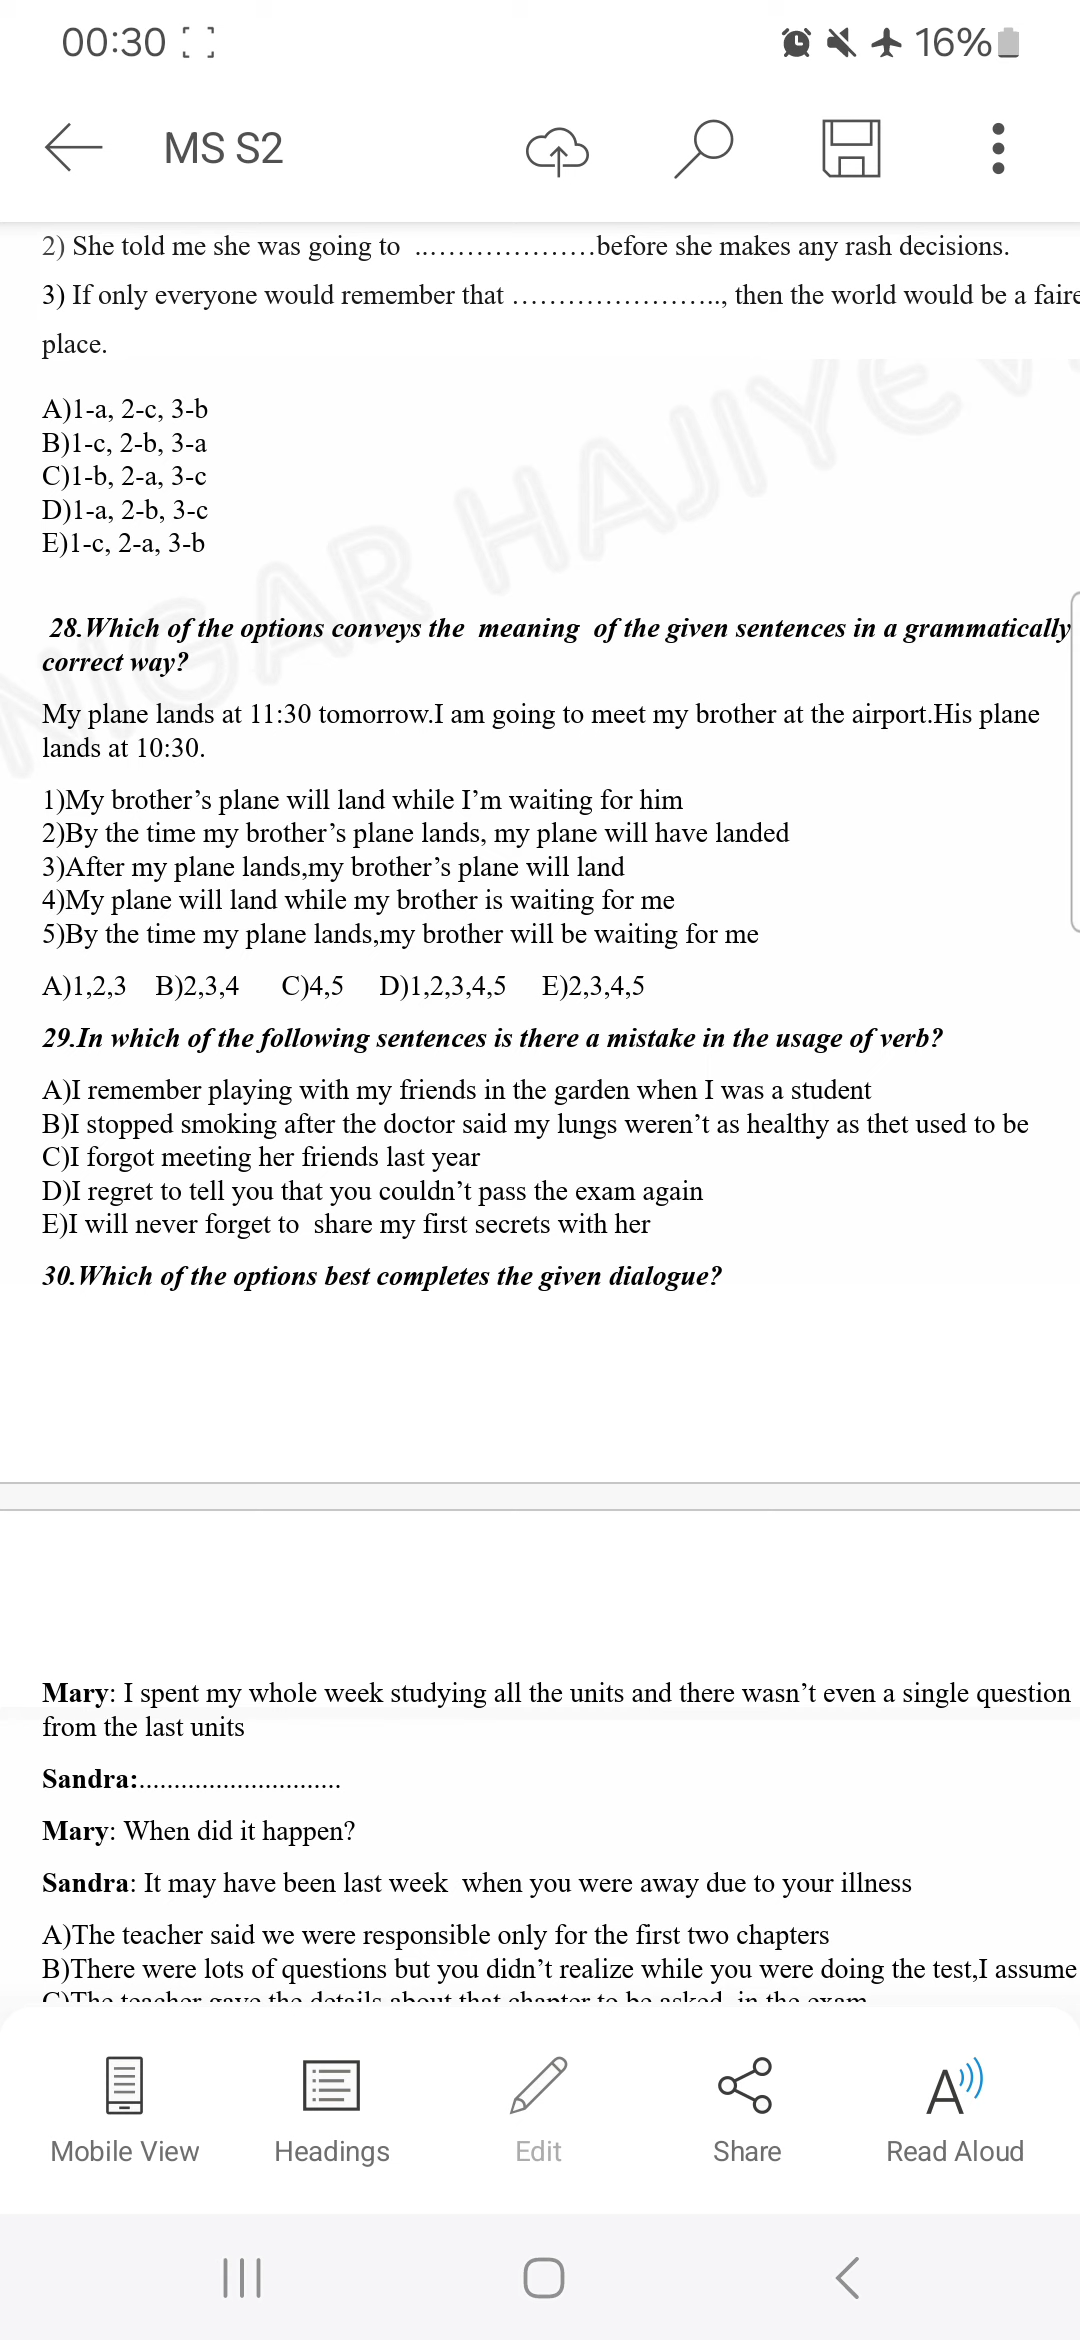 00:30
16%
MS S2
2) She told me she was going to ......................before she makes any rash decisions.
3) If only everyone would remember that ........................., then the world would be a faire
place.
A)1-a, 2-c, 3-b
B)1-c, 2-b, 3-a
C)1-b, 2-a, 3-c
D)1-a, 2-b, 3-c
E)1-c, 2-a, 3-b
NIGAR HAJIYEV
28.Which of the options conveys the meaning of the given sentences in a grammatically
correct way?
My plane lands at 11:30 tomorrow.I am going to meet my brother at the airport.His plane
lands at 10:30.
1)My brother’s plane will land while I’m waiting for him
2)By the time my brother’s plane lands, my plane will have landed
3)After my plane lands,my brother’s plane will land
4)My plane will land while my brother is waiting for me
5)By the time my plane lands,my brother will be waiting for me
A)1,2,3 B)2,3,4 C)4,5 D)1,2,3,4,5 E)2,3,4,5
29.In which of the following sentences is there a mistake in the usage of verb?
A)I remember playing with my friends in the garden when I was a student
B)I stopped smoking after the doctor said my lungs weren’t as healthy as thet used to be
C)I forgot meeting her friends last year
D)I regret to tell you that you couldn’t pass the exam again
E)I will never forget to share my first secrets with her
30.Which of the options best completes the given dialogue?
Mary: I spent my whole week studying all the units and there wasn’t even a single question
from the last units
Sandra:.............................
Mary: When did it happen?
Sandra: It may have been last week when you were away due to your illness
A)The teacher said we were responsible only for the first two chapters
B)There were lots of questions but you didn’t realize while you were doing the test,I assume
C)The teacher gave the details about that chapter to be asked in the exam
Mobile View
Headings
Edit
Share
Read Aloud